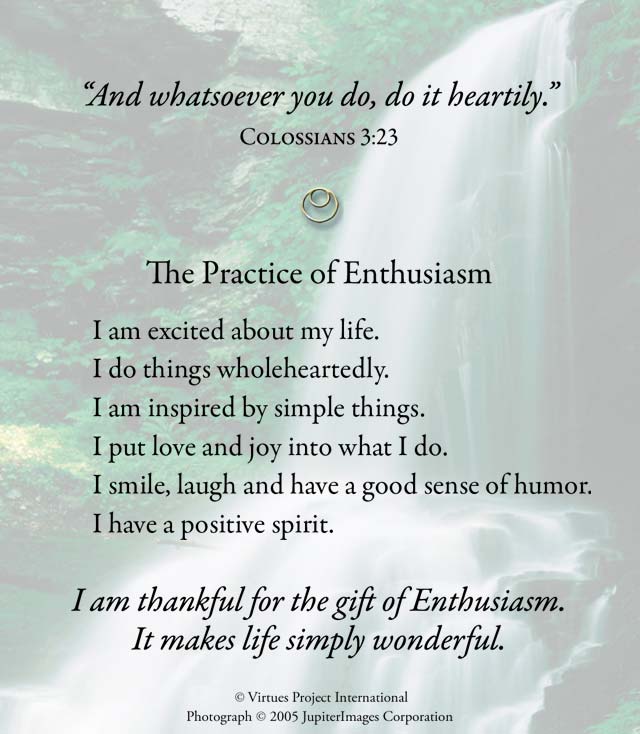 “And whatsoever you do, do it heartily.”
Colossians 3:23
The Practice of Enthusiasm
I am excited about my life.
I do things wholeheartedly.
I am inspired by simple things.
I put love and joy into what I do.
I smile, laugh and have a good sense of humor.
I have a positive spirit.
I am thankful for the gift of Enthusiasm.
It makes life simply wonderful.
© Virtues Project International
Photograph © 2005 JupiterImages Corporation